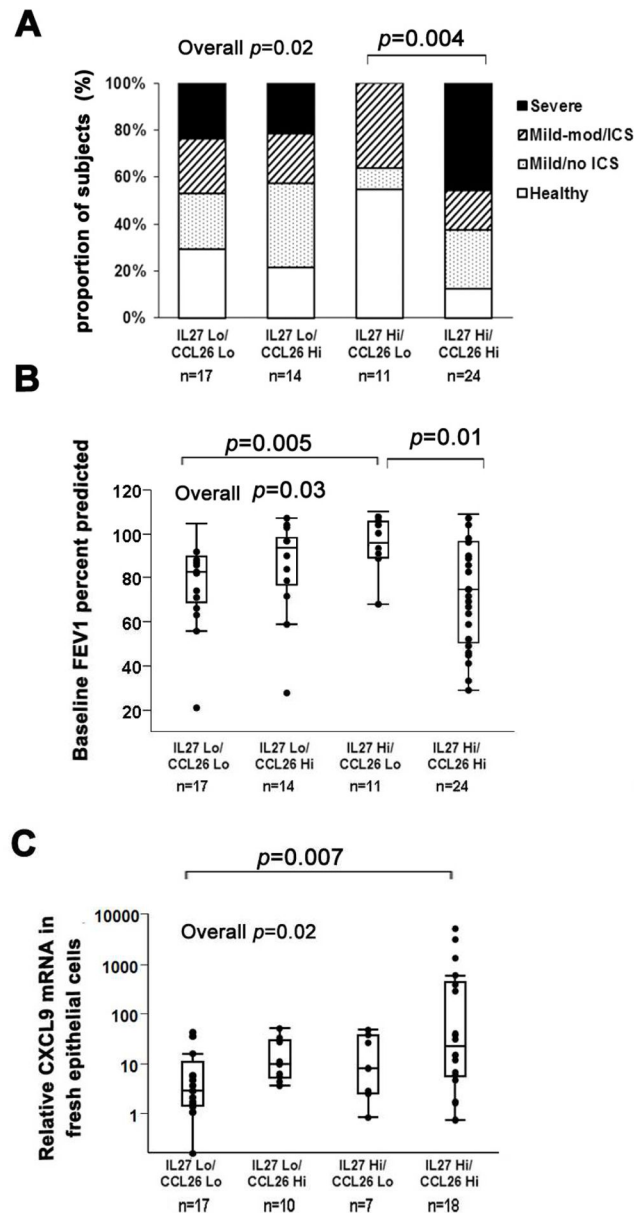 A
Overall p=0.02
p=0.004
proportion of subjects (%)
100%
80%
60%
40%
20%
0%
Severe
Mild-mod/ICS
Mild/no ICS
Healthy
IL27 Lo/ IL27 Lo/ IL27 Hi/ IL27 Hi/
CCL26 Lo CCL26 Hi CCL26 Lo CCL26 Hi
n=17 n=14 n=11 n=24
B
p=0.005
p=0.01
Overall p=0.03
Baseline FEV1 percent predicted
120
100
80
60
40
20
IL27 Lo/ IL27 Lo/ IL27 Hi/ IL27 Hi/
CCL26 Lo CCL26 Hi CCL26 Lo CCL26 Hi
n=17 n=14 n=11 n=24
C
p=0.007
Overall p=0.02
Relative CXCL9 mRNA in
fresh epithelial cells
10000
1000
100
10
1
IL27 Lo/ IL27 Lo/ IL27 Hi/ IL27 Hi/
CCL26 Lo CCL26 Hi CCL26 Lo CCL26 Hi
n=17 n=10 n=7 n=18